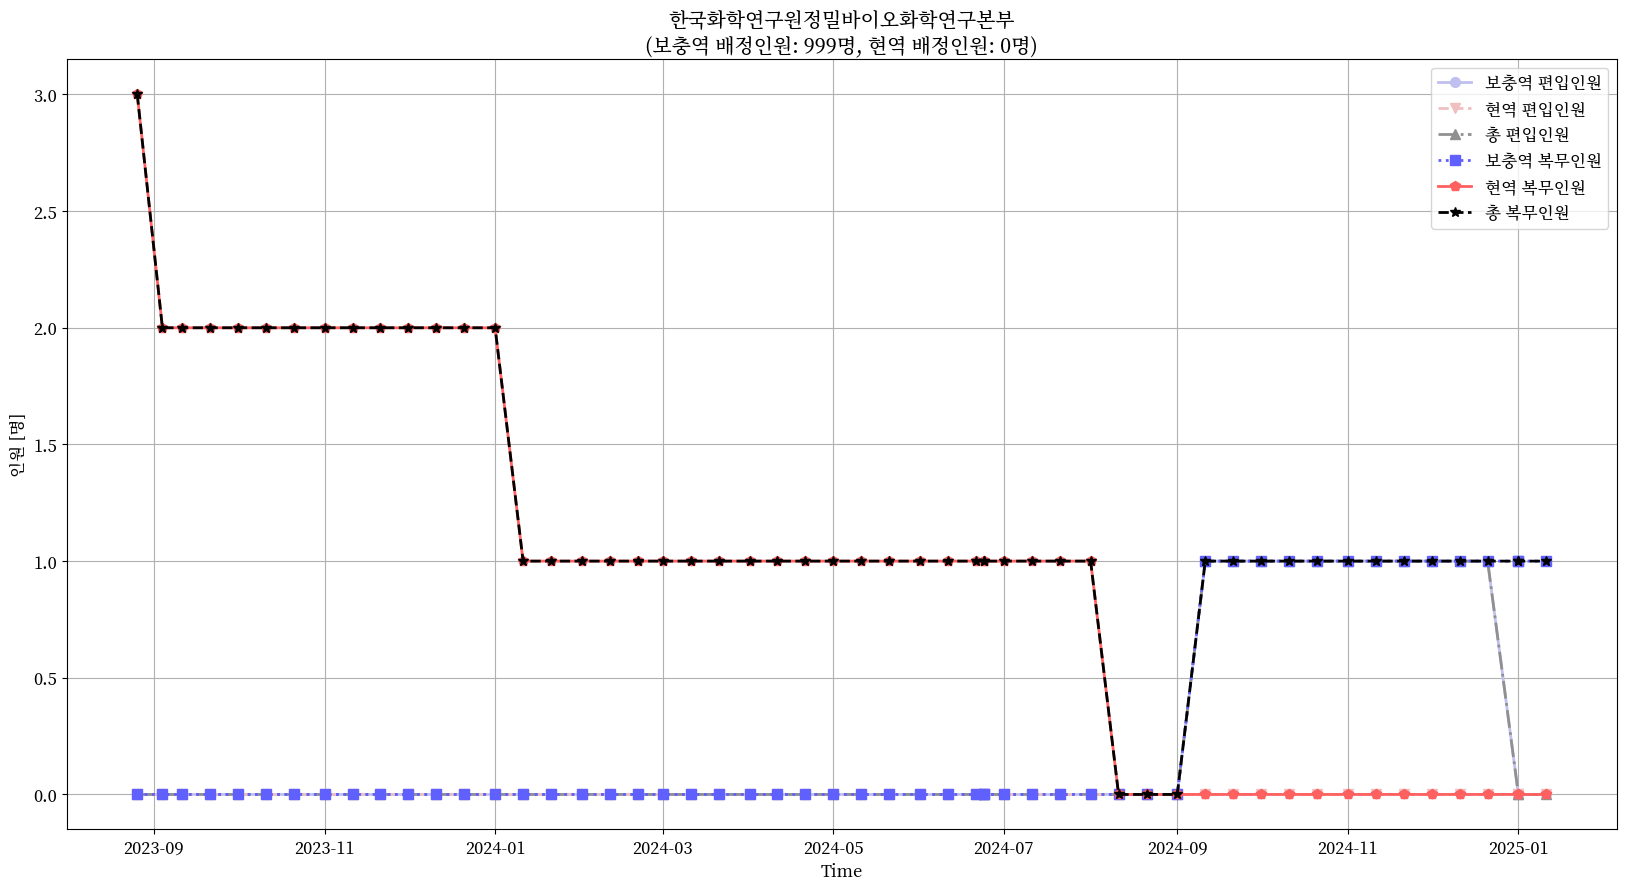 한국화학연구원정밀바이오화학연구본부
(보충역 배정인원: 999명, 현역 배정인원: 0명)
보충역 편입인원
현역 편입인원
총 편입인원
보충역 복무인원
현역 복무인원
총 복무인원
인원 [명]
3.0
2.5
2.0
1.5
1.0
0.5
0.0
2023-09
2023-11
2024-01
2024-03
2024-05
2024-07
2024-09
2024-11
2025-01
Time